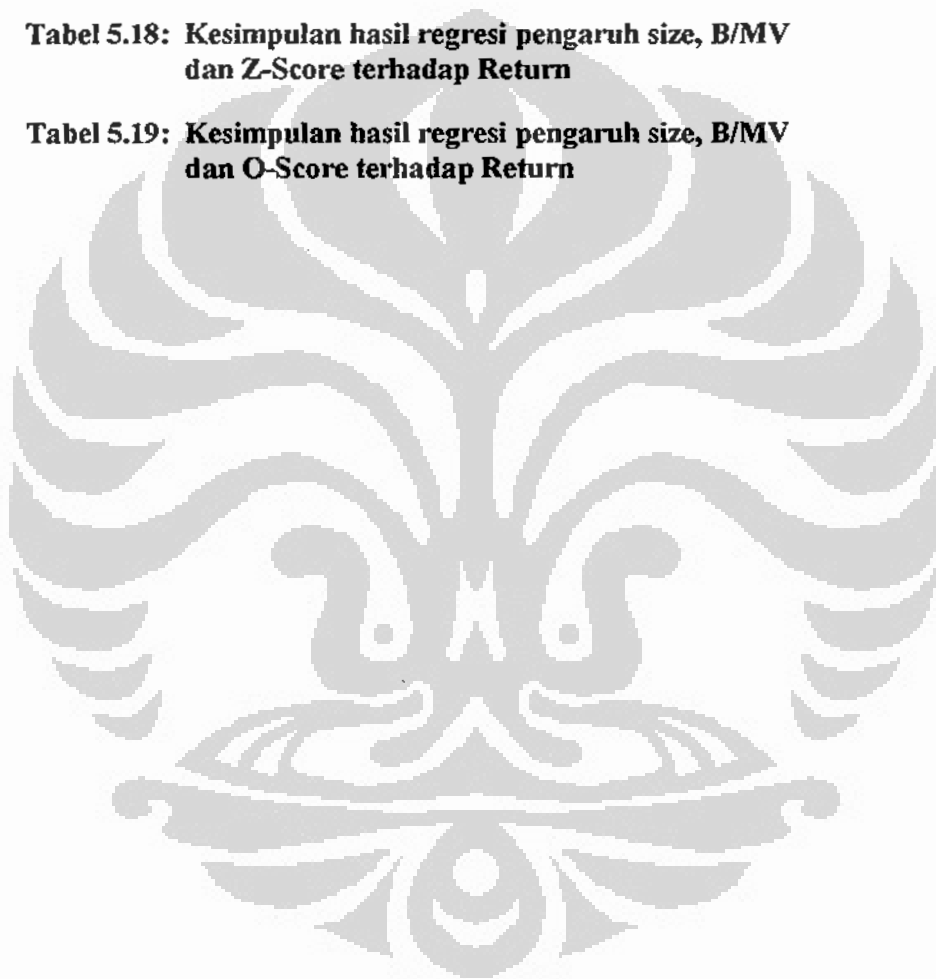 Tabel 5.18: Kesimpulan hasil regresi pengaruh size, B/MV
dan Z-Score terhadap Return
Tabel 5.19: Kesimpulan hasil regresi pengaruh size, B/MV
dan O-Score terhadap Return